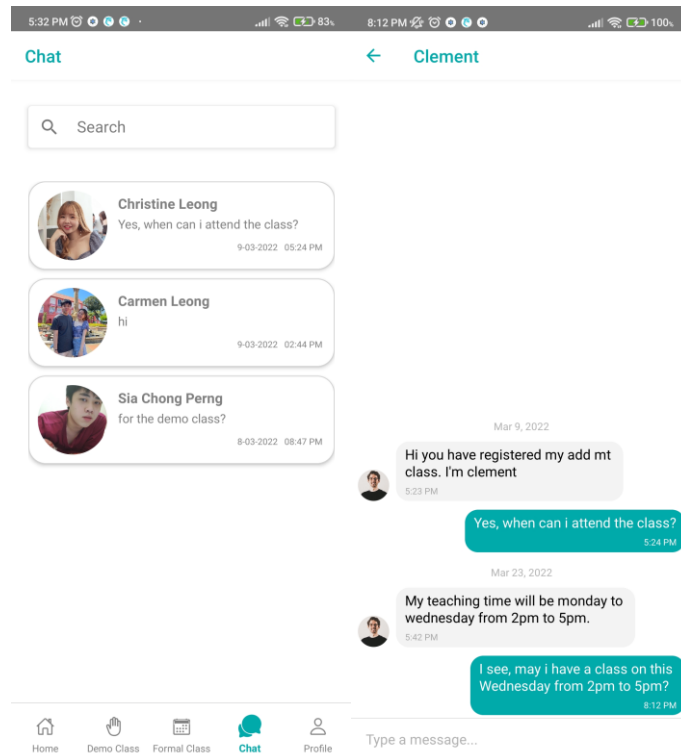 5:32 PM
83%
Chat
Search
Christine Leong
Yes, when can i attend the class?
9-03-2022 05:24 PM
Carmen Leong
hi
9-03-2022 02:44 PM
Sia Chong Perng
for the demo class?
8-03-2022 08:47 PM
Home
Demo Class
Formal Class
Chat
Profile
8:12 PM
100%
Clement
Mar 9, 2022
Hi you have registered my add mt
class. I'm clement
5:23 PM
Yes, when can i attend the class?
5:24 PM
Mar 23, 2022
My teaching time will be monday to
wednesday from 2pm to 5pm.
5:42 PM
I see, may i have a class on this
Wednesday from 2pm to 5pm?
8:12 PM
Type a message...